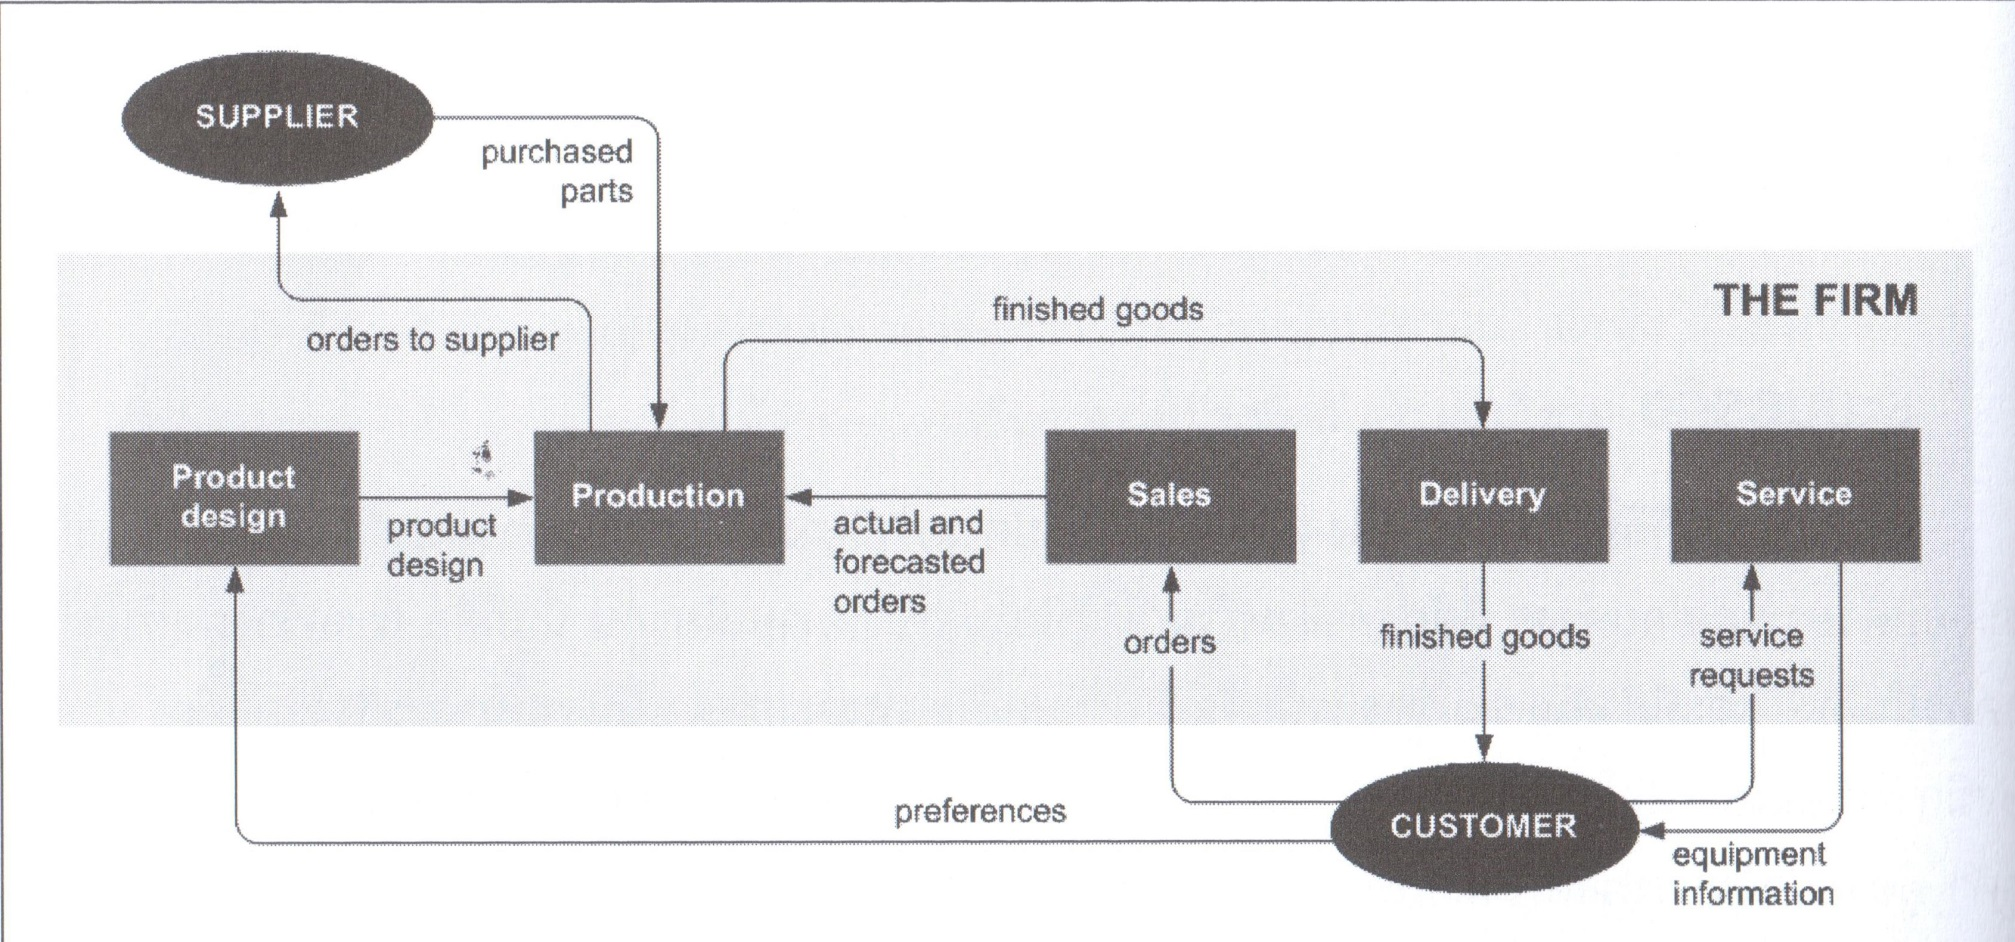 SUPPLIER
purchased
parts
THE FIRM
finished goods
orders to supplier
Product
design
product
design
Production
actual and
forecasted
orders
Sales
Delivery
Service
orders
finished goods
service
requests
preferences
CUSTOMER
equipment
information